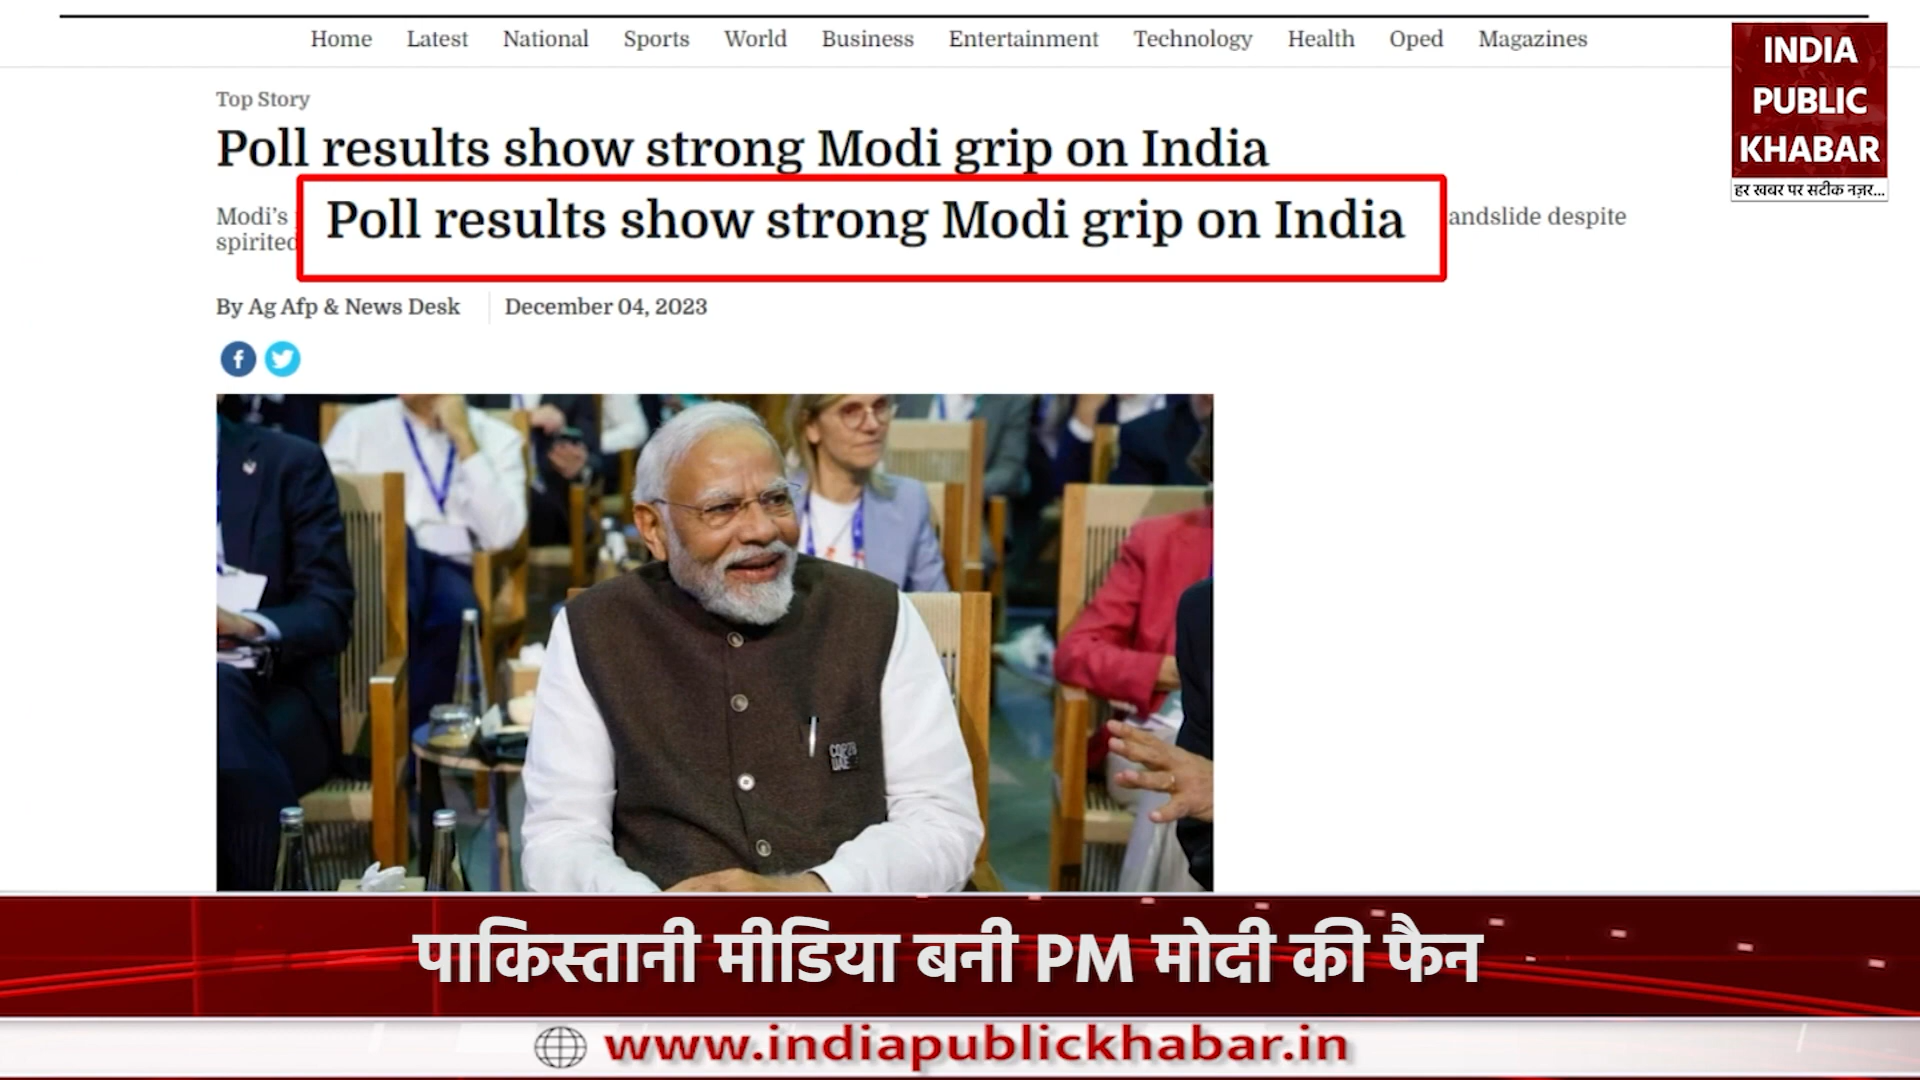 Home Latest National Sports World Business Entertainment Technology Health Oped Magazines
INDIA
PUBLIC
KHABAR
हर खबर पर सटीक नज़र...
Top Story
Poll results show strong Modi grip on India
Poll results show strong Modi grip on India
Modi's andslide despite
spirited
By Ag Afp & News Desk December 04, 2023
COP28
UAE
पाकिस्तानी मीडिया बनी PM मोदी की फैन
www.indiapublickhabar.in